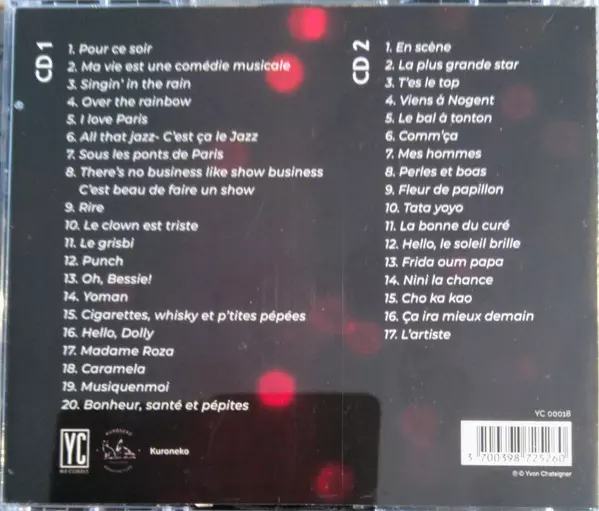 CD 1
1. Pour ce soir
2. Ma vie est une comédie musicale
3. Singin' in the rain
4. Over the rainbow
5. I love Paris
6. All that jazz- C'est ça le Jazz
7. Sous les ponts de Paris
8. There's no business like show business
C'est beau de faire un show
9. Rire
10. Le clown est triste
11. Le grisbi
12. Punch
13. Oh, Bessie!
14. Yoman
15. Cigarettes, whisky et p'tites pépées
16. Hello, Dolly
17. Madame Roza
18. Caramela
19. Musiquenmoi
20. Bonheur, santé et pépites
CD 2
1. En scène
2. La plus grande star
3. T'es le top
4. Viens à Nogent
5. Le bal à tonton
6. Comm'ça
7. Mes hommes
8. Perles et boas
9. Fleur de papillon
10. Tata yoyo
11. La bonne du curé
12. Hello, le soleil brille
13. Frida oum papa
14. Nini la chance
15. Cho ka kao
16. Ça ira mieux demain
17. L'artiste
YC
RECORDS
KURONEKO
Kuroneko
YC 00018
3 700398 725260
℗ © Yvon Chateigner